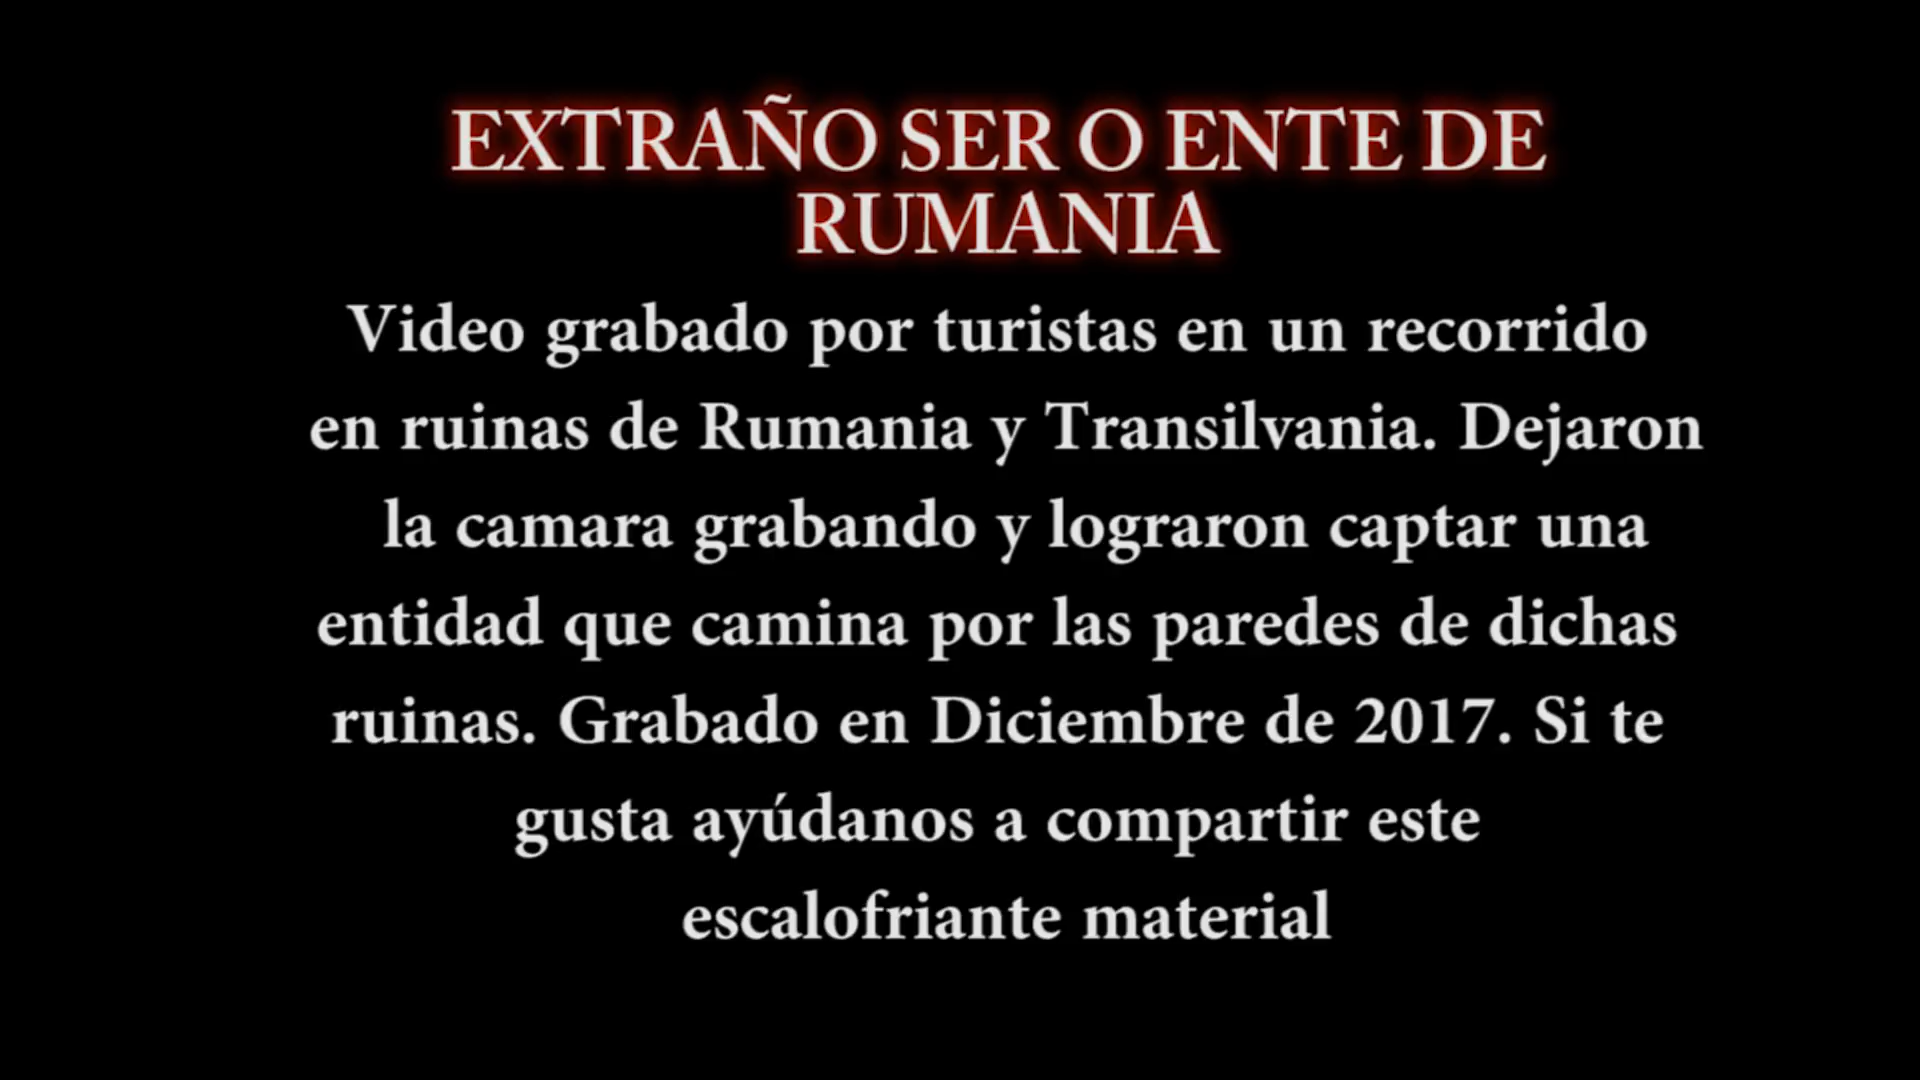 EXTRAÑO SER O ENTE DE
RUMANIA
Video grabado por turistas en un recorrido
en ruinas de Rumania y Transilvania. Dejaron
la camara grabando y lograron captar una
entidad que camina por las paredes de dichas
ruinas. Grabado en Diciembre de 2017. Si te
gusta ayúdanos a compartir este
escalofriante material